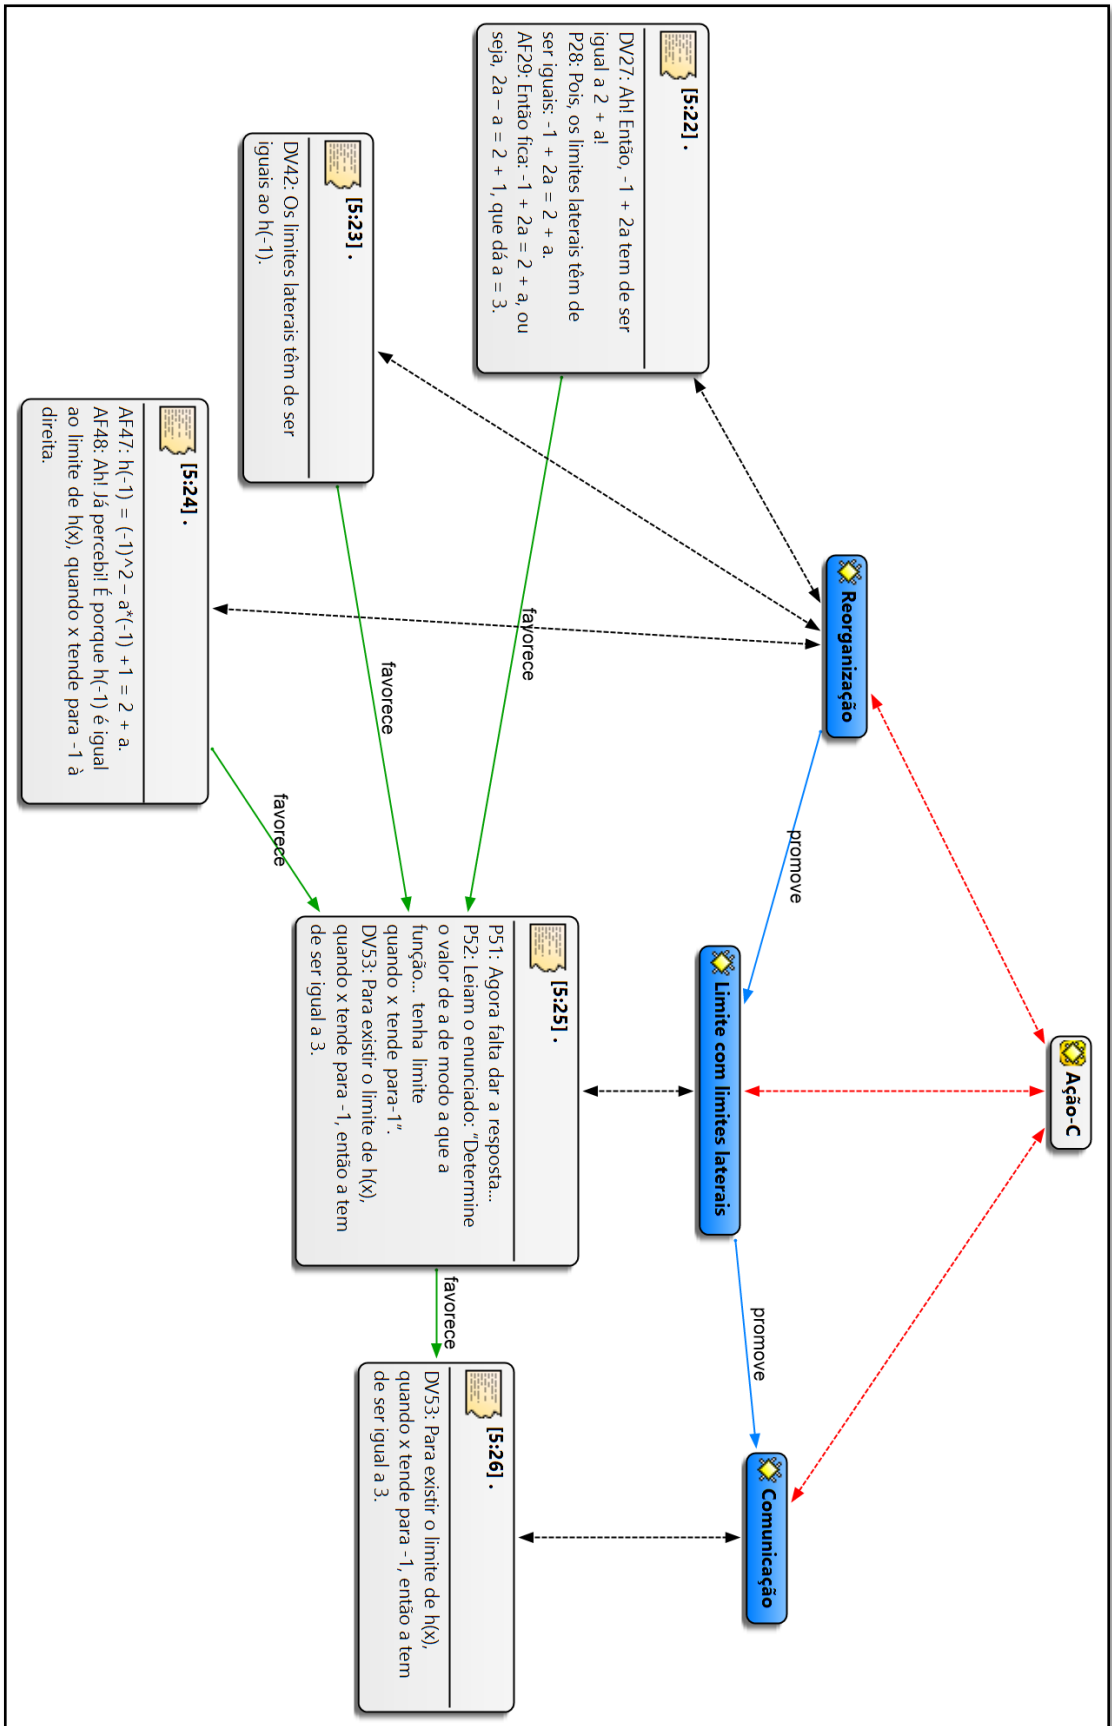 Ação-C
Reorganização
promove
Limite com limites laterais
promove
Comunicação
[5:22] .
DV27: Ah! Então, -1 + 2a tem de ser
igual a 2 + a!
P28: Pois, os limites laterais têm de
ser iguais: -1 + 2a = 2 + a.
AF29: Então fica: -1 + 2a = 2 + a, ou
seja, 2a – a = 2 + 1, que dá a = 3.
favorece
[5:23] .
DV42: Os limites laterais têm de ser
iguais ao h(-1).
favorece
[5:24] .
AF47: h(-1) = (-1)^2 – a*(-1) +1 = 2 + a.
AF48: Ah! Já percebi! É porque h(-1) é igual
ao limite de h(x), quando x tende para -1 à
direita.
favorece
[5:25] .
P51: Agora falta dar a resposta...
P52: Leiam o enunciado: “Determine
o valor de a de modo a que a
função... tenha limite
quando x tende para-1”.
DV53: Para existir o limite de h(x),
quando x tende para -1, então a tem
de ser igual a 3.
favorece
[5:26] .
DV53: Para existir o limite de h(x),
quando x tende para -1, então a tem
de ser igual a 3.